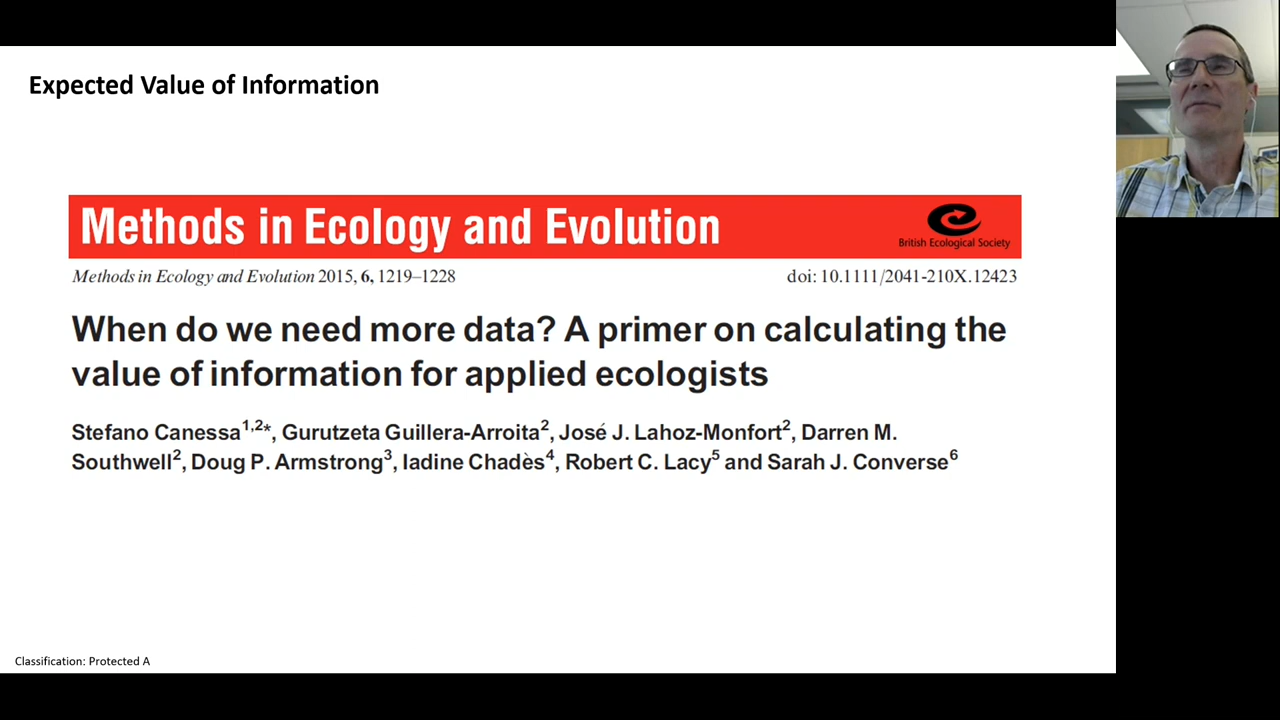 Expected Value of Information
Methods in Ecology and Evolution
British Ecological Society
Methods in Ecology and Evolution 2015, 6, 1219–1228
doi: 10.1111/2041-210X.12423
When do we need more data? A primer on calculating the
value of information for applied ecologists
Stefano Canessa1,2*, Gurutzeta Guillera-Arroita2, José J. Lahoz-Monfort2, Darren M.
Southwell2, Doug P. Armstrong3, Iadine Chadès4, Robert C. Lacy5 and Sarah J. Converse6
Classification: Protected A